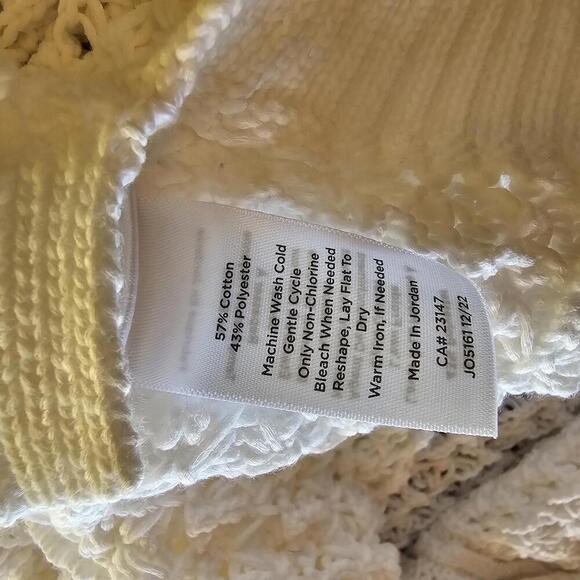 57% Cotton
43% Polyester
Machine Wash Cold
Gentle Cycle
Only Non-Chlorine
Bleach When Needed
Reshape, Lay Flat To
Dry
Warm Iron, If Needed
Made In Jordan
CA# 23147
JO5161 12/22